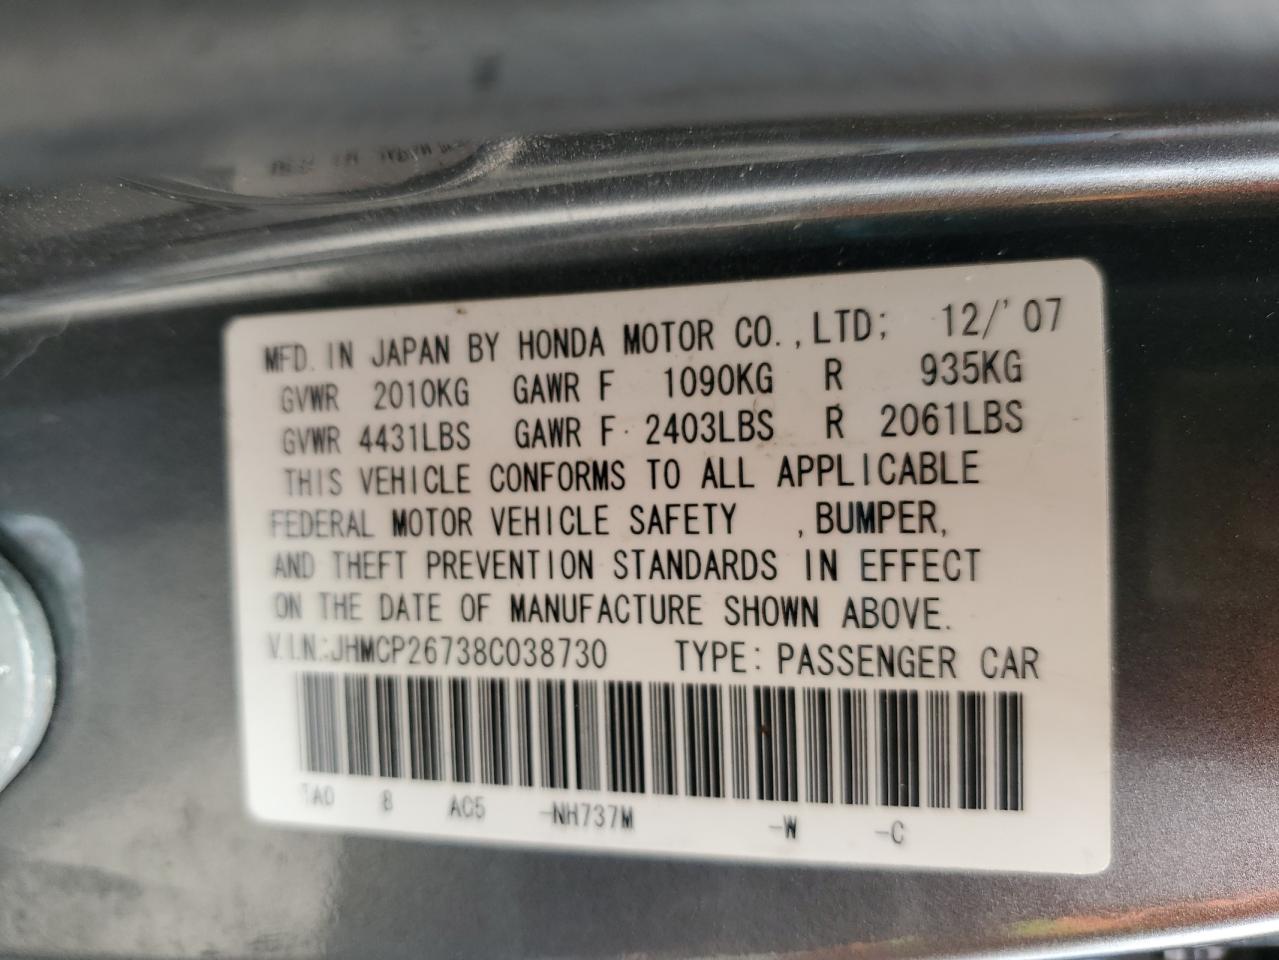 MFD. IN JAPAN BY HONDA MOTOR CO., LTD; 12/'07
GVWR 2010KG GAWR F 1090KG R 935KG
GVWR 4431LBS GAWR F 2403LBS R 2061LBS
THIS VEHICLE CONFORMS TO ALL APPLICABLE
FEDERAL MOTOR VEHICLE SAFETY , BUMPER,
AND THEFT PREVENTION STANDARDS IN EFFECT
ON THE DATE OF MANUFACTURE SHOWN ABOVE.
V.I.N.:JHMCP26738C038730 TYPE: PASSENGER CAR
TA0 B AC5 -NH737M -W -C